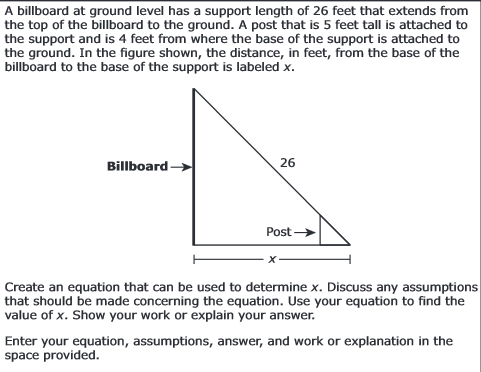 A billboard at ground level has a support length of 26 feet that extends from
the top of the billboard to the ground. A post that is 5 feet tall is attached to
the support and is 4 feet from where the base of the support is attached to
the ground. In the figure shown, the distance, in feet, from the base of the
billboard to the base of the support is labeled x.
26
Billboard
Post
x
Create an equation that can be used to determine x. Discuss any assumptions
that should be made concerning the equation. Use your equation to find the
value of x. Show your work or explain your answer.
Enter your equation, assumptions, answer, and work or explanation in the
space provided.